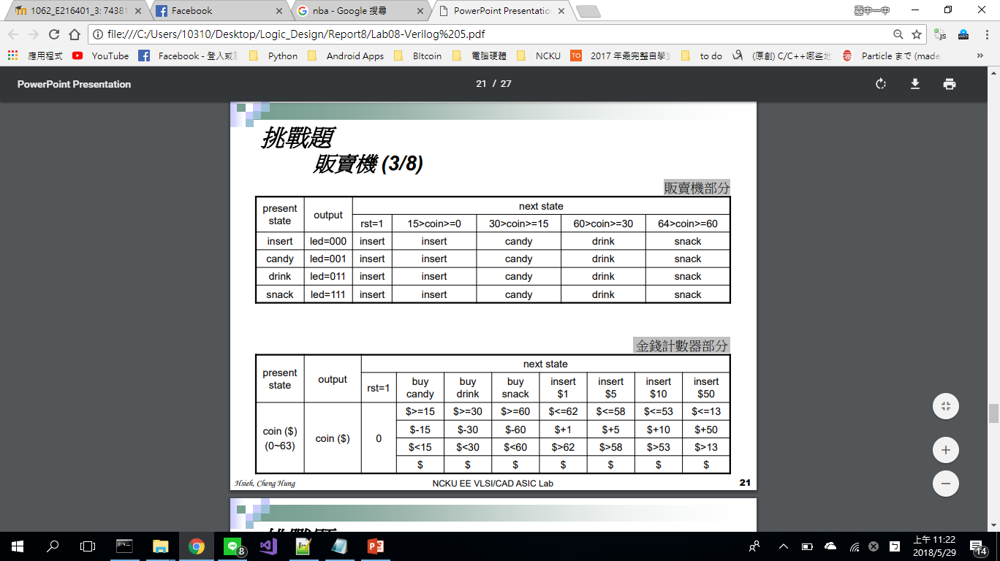 1062_E216401_3: 74381
Facebook
nba - Google 搜尋
PowerPoint Presentatio
臺中一中
file:///C:/Users/10310/Desktop/Logic_Design/Report8/Lab08-Verilog%205.pdf
應用程式 YouTube Facebook - 登入或 Python Android Apps BItcoin 電腦硬體 NCKU TO 2017 年最完整自學 to do (原創) C/C++哪些 Particle まで (made
PowerPoint Presentation
21 / 27
挑戰題
販賣機 (3/8)
販賣機部分
present state output next state
rst=1 15>coin>=0 30>coin>=15 60>coin>=30 64>coin>=60
insert led=000 insert insert candy drink snack
candy led=001 insert insert candy drink snack
drink led=011 insert insert candy drink snack
snack led=111 insert insert candy drink snack
金錢計數器部分
present state output next state
rst=1 buy candy buy drink buy snack insert $1 insert $5 insert $10 insert $50
coin ($) (0~63) coin ($) 0
$>=15 $>=30 $>=60 $<=62 $<=58 $<=53 $<=13
$-15 $-30 $-60 $+1 $+5 $+10 $+50
$<15 $<30 $<60 $>62 $>58 $>53 $>13
$ $ $ $ $ $ $
Hsieh, Cheng Hung
NCKU EE VLSI/CAD ASIC Lab
21
8
上午 11:22
2018/5/29
14